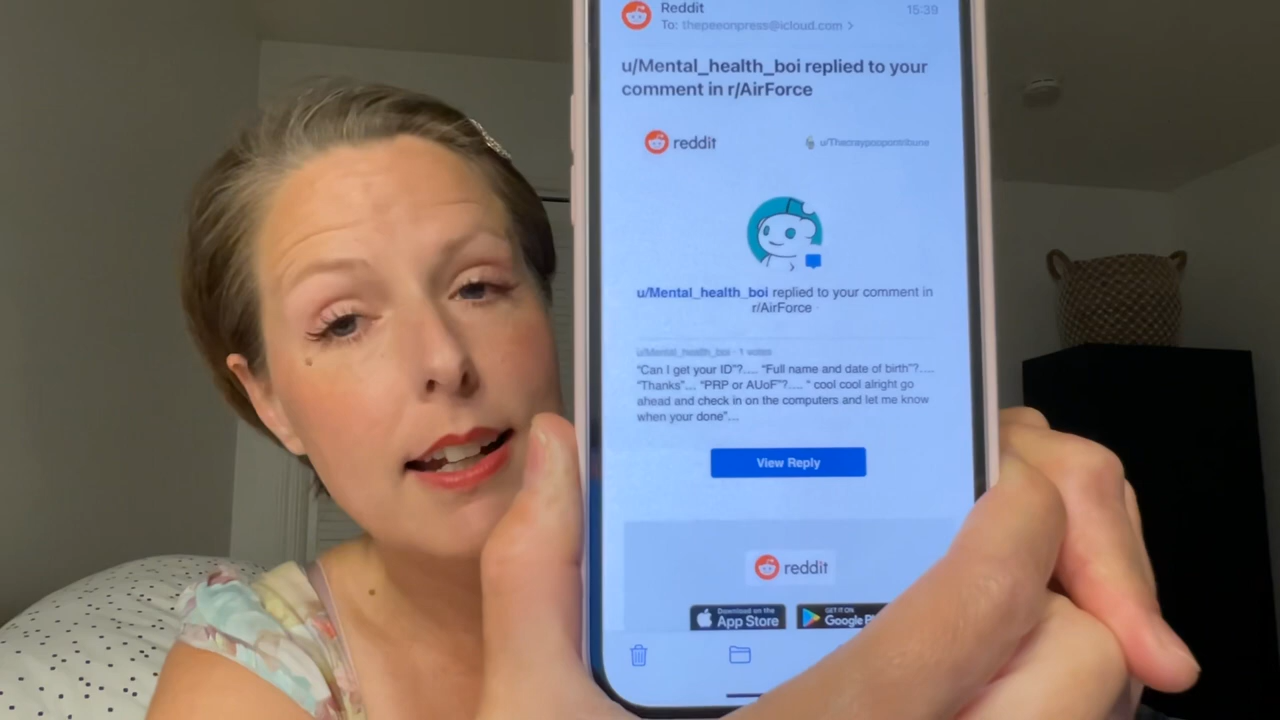 Reddit
15:39
To: thepeeonpress@icloud.com >
u/Mental_health_boi replied to your
comment in r/AirForce
reddit
u/Thecraypoopontribune
u/Mental_health_boi replied to your comment in
r/AirForce
u/Mental_health_boi · 1 votes
"Can I get your ID"?.... "Full name and date of birth"?....
"Thanks"... "PRP or AUoF"?.... " cool cool alright go
ahead and check in on the computers and let me know
when your done"...
View Reply
reddit
Download on the
App Store
GET IT ON
Google